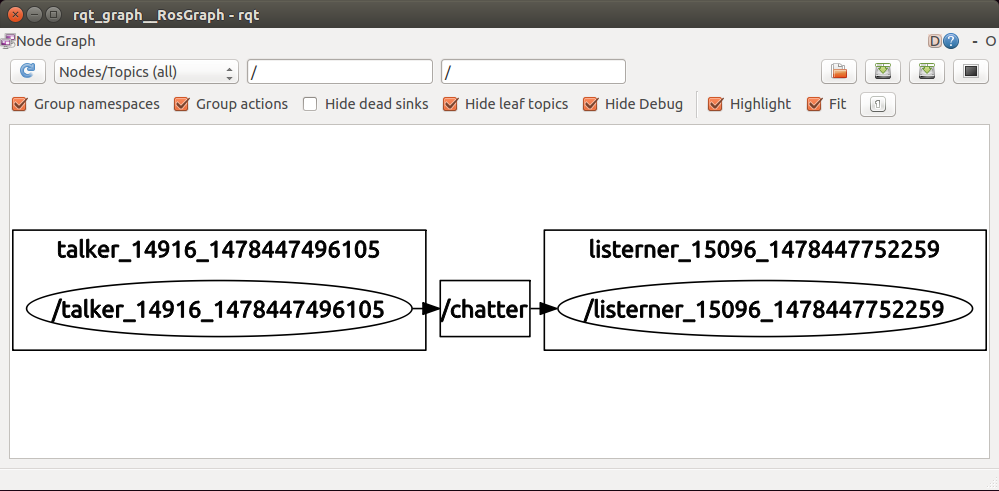 rqt_graph__RosGraph - rqt
Node Graph
D ? - O
Nodes/Topics (all) / /
Group namespaces Group actions Hide dead sinks Hide leaf topics Hide Debug Highlight Fit
talker_14916_1478447496105
/talker_14916_1478447496105
/chatter
listerner_15096_1478447752259
/listerner_15096_1478447752259